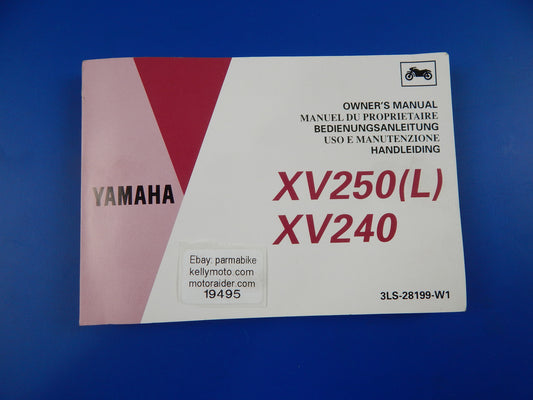 OWNER'S MANUAL
MANUEL DU PROPRIETAIRE
BEDIENUNGSANLEITUNG
USO E MANUTENZIONE
HANDLEIDING
YAMAHA
XV250(L)
XV240
Ebay: parmabike
kellymoto.com
motoraider.com
19495
3LS-28199-W1